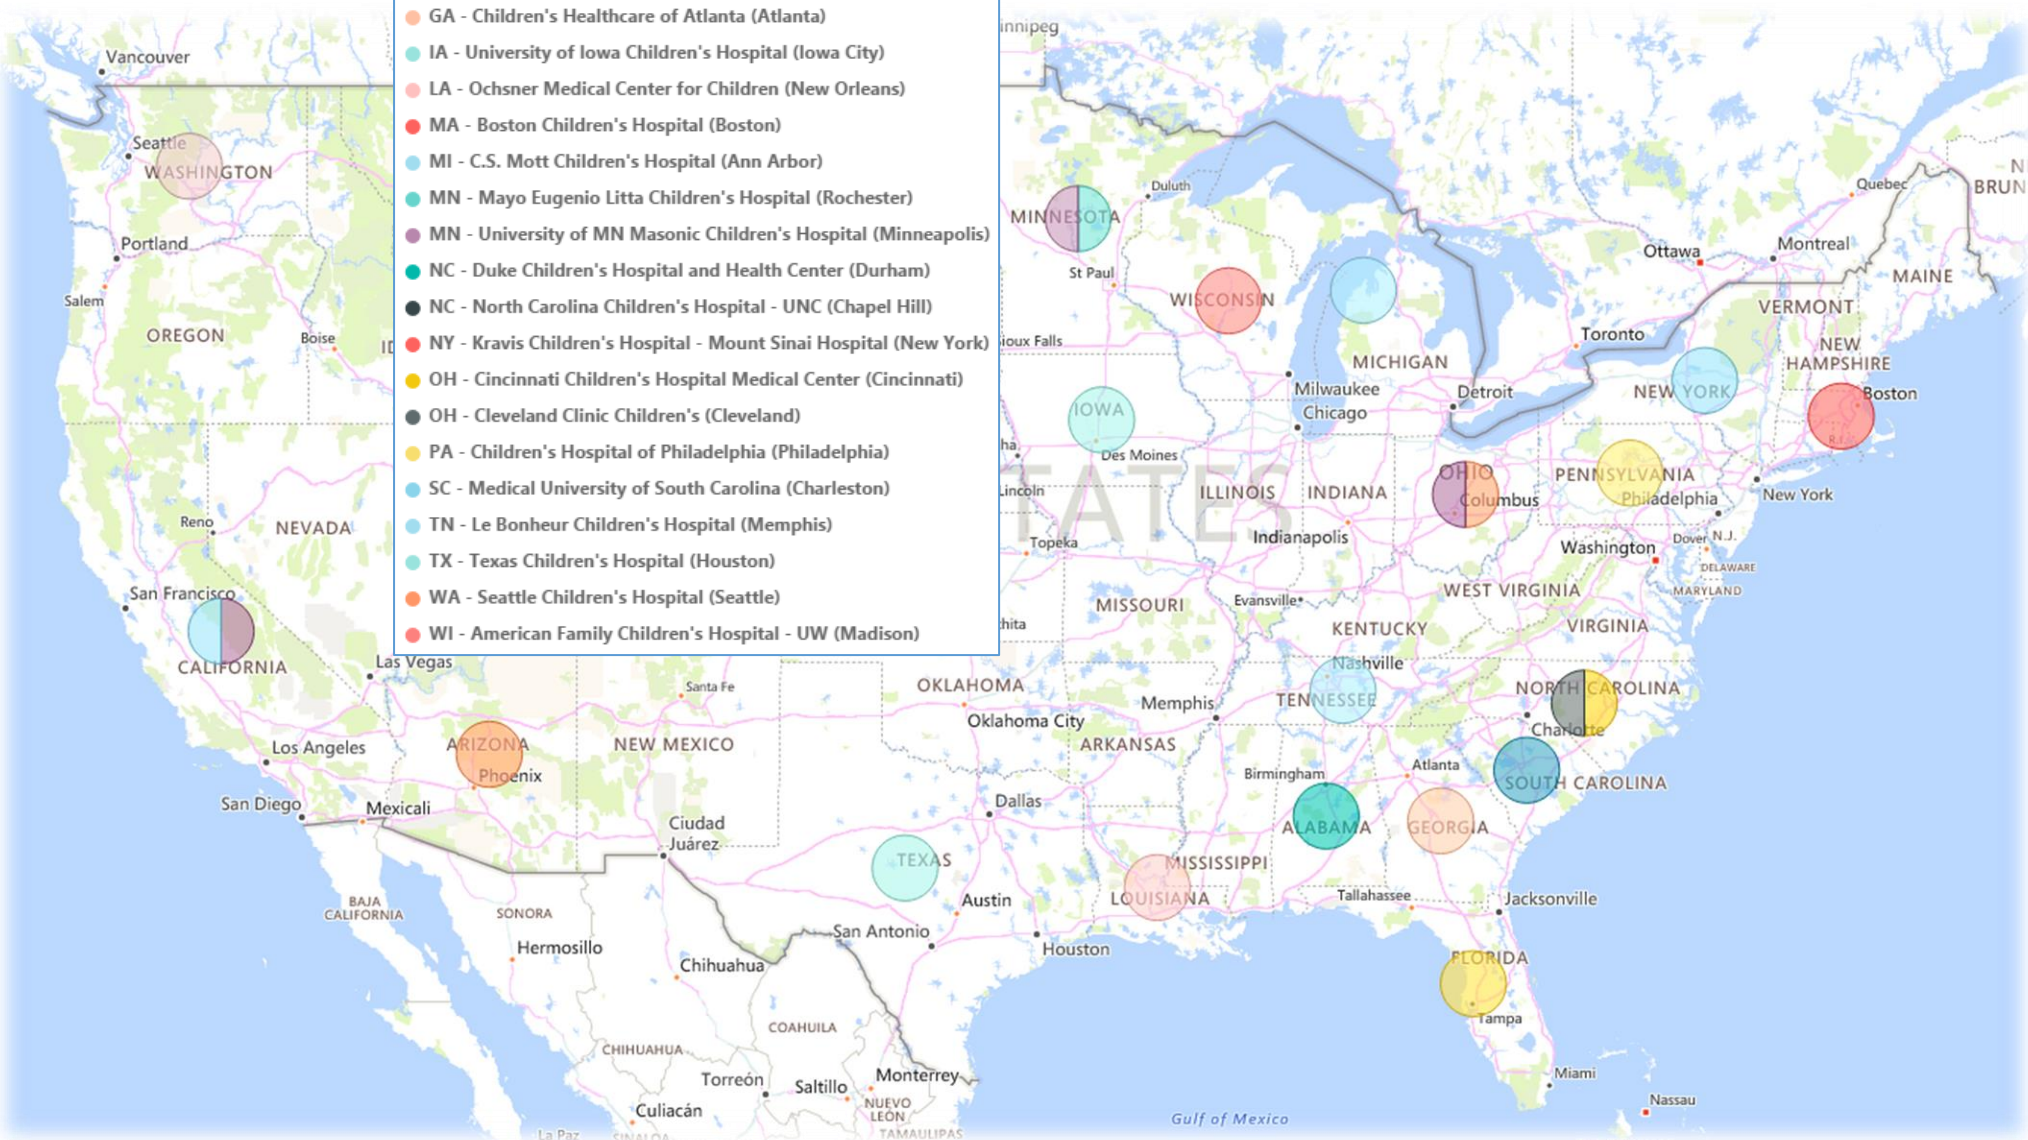 GA - Children's Healthcare of Atlanta (Atlanta)
IA - University of Iowa Children's Hospital (Iowa City)
LA - Ochsner Medical Center for Children (New Orleans)
MA - Boston Children's Hospital (Boston)
MI - C.S. Mott Children's Hospital (Ann Arbor)
MN - Mayo Eugenio Litta Children's Hospital (Rochester)
MN - University of MN Masonic Children's Hospital (Minneapolis)
NC - Duke Children's Hospital and Health Center (Durham)
NC - North Carolina Children's Hospital - UNC (Chapel Hill)
NY - Kravis Children's Hospital - Mount Sinai Hospital (New York)
OH - Cincinnati Children's Hospital Medical Center (Cincinnati)
OH - Cleveland Clinic Children's (Cleveland)
PA - Children's Hospital of Philadelphia (Philadelphia)
SC - Medical University of South Carolina (Charleston)
TN - Le Bonheur Children's Hospital (Memphis)
TX - Texas Children's Hospital (Houston)
WA - Seattle Children's Hospital (Seattle)
WI - American Family Children's Hospital - UW (Madison)
innipeg
Vancouver
Seattle
WASHINGTON
Portland
Salem
OREGON
Boise
ID
Reno
NEVADA
San Francisco
CALIFORNIA
Las Vegas
Los Angeles
San Diego
Mexicali
ARIZONA
Phoenix
Santa Fe
NEW MEXICO
Ciudad
Juárez
BAJA
CALIFORNIA
SONORA
Hermosillo
Chihuahua
CHIHUAHUA
COAHUILA
Torreón
Saltillo
Monterrey
NUEVO
LEÓN
TAMAULIPAS
Culiacán
SINALOA
La Paz
Duluth
MINNESOTA
St Paul
WISCONSIN
ioux Falls
Milwaukee
Chicago
MICHIGAN
Detroit
IOWA
Des Moines
ha
Lincoln
TATES
ILLINOIS
INDIANA
Indianapolis
OHIO
Columbus
Topeka
MISSOURI
Evansville
hita
KENTUCKY
WEST VIRGINIA
VIRGINIA
Quebec
NE
BRUN
Ottawa
Montreal
MAINE
VERMONT
Toronto
NEW
HAMPSHIRE
NEW YORK
Boston
R.I.
PENNSYLVANIA
Philadelphia
New York
Washington
Dover
N.J.
DELAWARE
MARYLAND
Nashville
TENNESSEE
Memphis
NORTH CAROLINA
Charlotte
SOUTH CAROLINA
OKLAHOMA
Oklahoma City
ARKANSAS
Birmingham
Atlanta
ALABAMA
GEORGIA
Dallas
TEXAS
MISSISSIPPI
LOUISIANA
Austin
San Antonio
Houston
Tallahassee
Jacksonville
FLORIDA
Tampa
Miami
Nassau
Gulf of Mexico